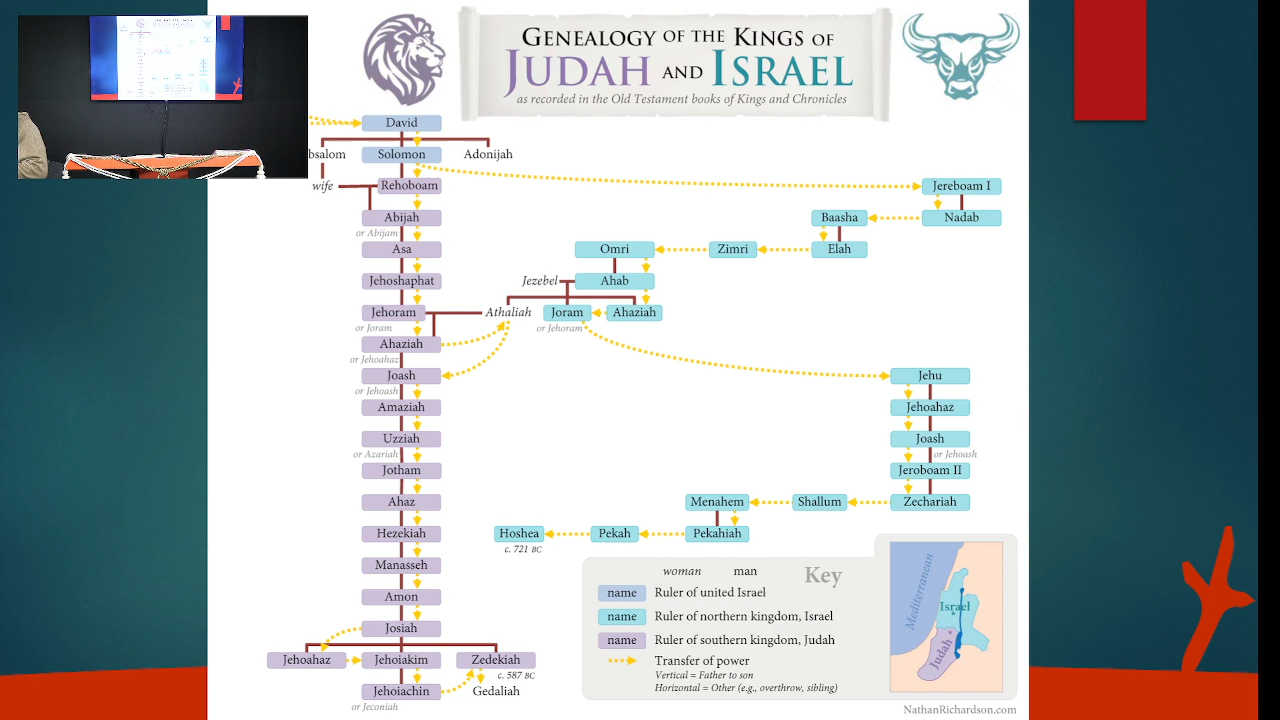 GENEALOGY OF THE KINGS OF
JUDAH AND ISRAEL
as recorded in the Old Testament books of Kings and Chronicles
David
bsalom
Solomon
Adonijah
wife
Rehoboam
Jereboam I
Abijah
Baasha
Nadab
or Abijam
Asa
Omri
Zimri
Elah
Jehoshaphat
Jezebel
Ahab
Jehoram
Athaliah
Joram
Ahaziah
or Joram
or Jehoram
Ahaziah
or Jehoahaz
Joash
Jehu
or Jehoash
Amaziah
Jehoahaz
Uzziah
Joash
or Azariah
or Jehoash
Jotham
Jeroboam II
Ahaz
Menahem
Shallum
Zechariah
Hezekiah
Hoshea
Pekah
Pekahiah
c. 721 BC
Manasseh
Amon
Josiah
Jehoahaz
Jehoiakim
Zedekiah
c. 587 BC
Jehoiachin
Gedaliah
or Jeconiah
woman
man
Key
name Ruler of united Israel
name Ruler of northern kingdom, Israel
name Ruler of southern kingdom, Judah
Transfer of power
Vertical = Father to son
Horizontal = Other (e.g., overthrow, sibling)
Mediterranean
Israel
Judah
NathanRichardson.com